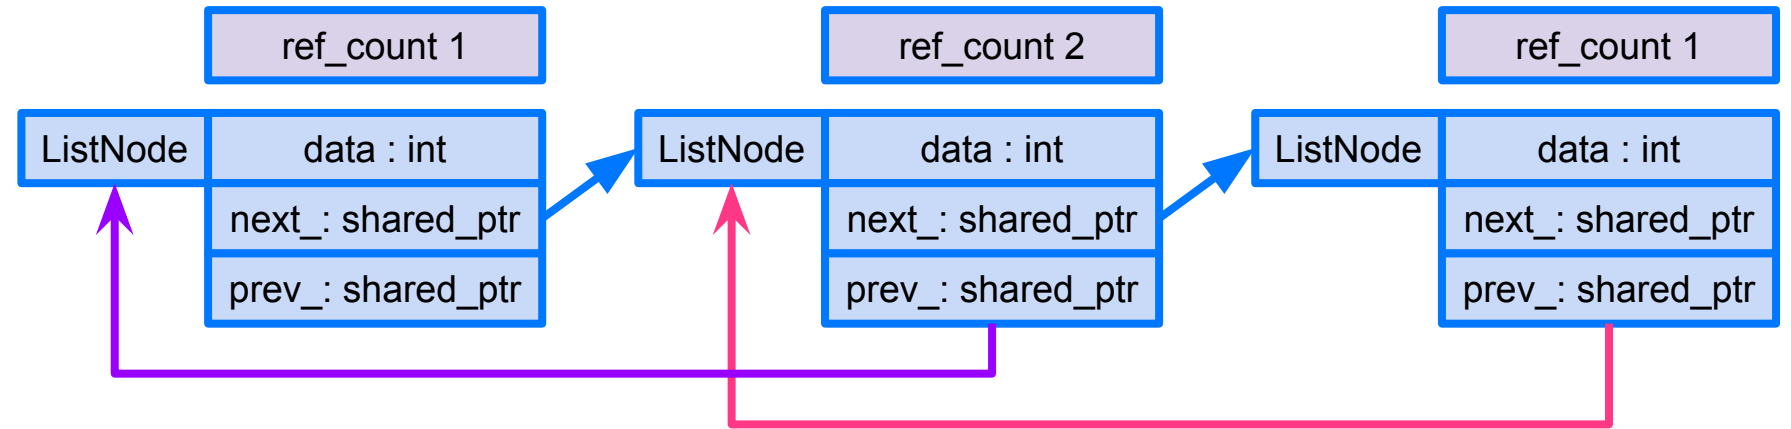 ref_count 1
ref_count 2
ref_count 1
ListNode
data : int
next_: shared_ptr
prev_: shared_ptr
ListNode
data : int
next_: shared_ptr
prev_: shared_ptr
ListNode
data : int
next_: shared_ptr
prev_: shared_ptr